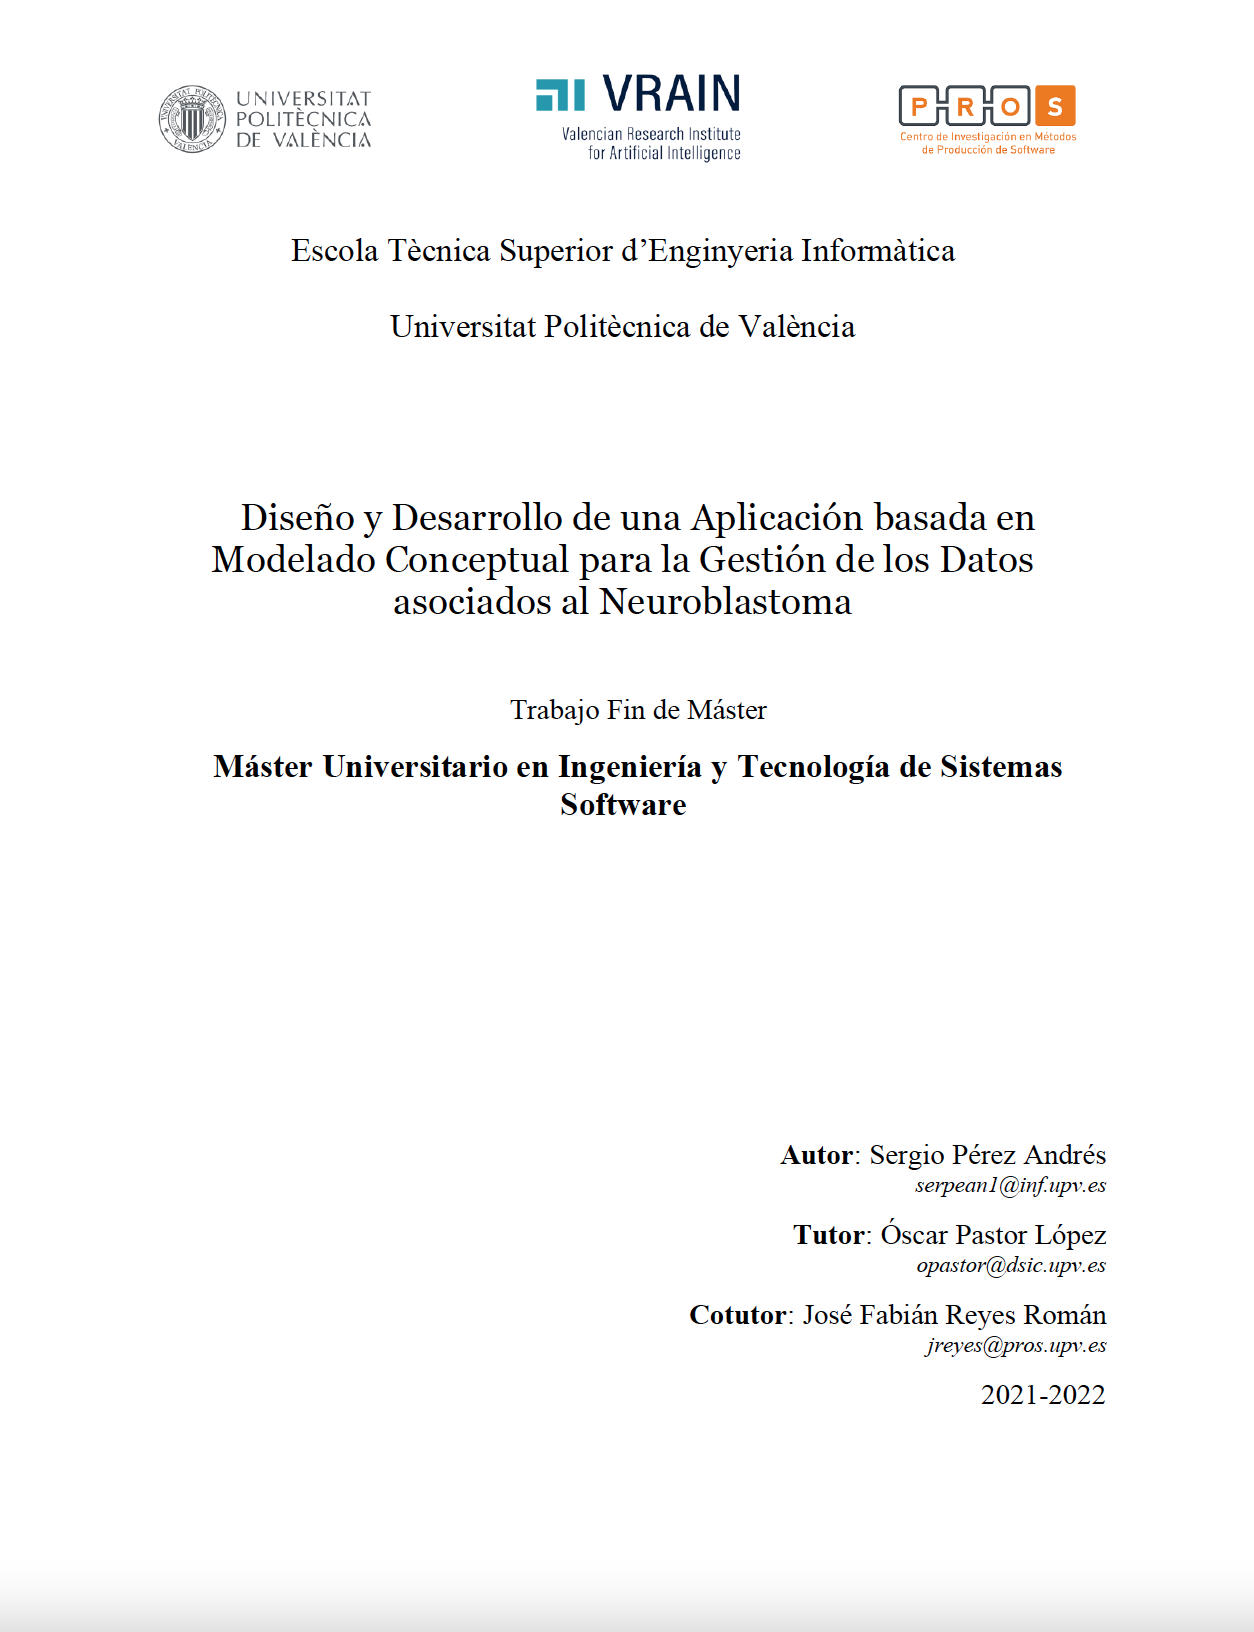 UNIVERSITAT
POLITÈCNICA
DE VALÈNCIA
VRAIN
Valencian Research Institute
for Artificial Intelligence
PROS
Centro de Investigación en Métodos
de Producción de Software
Escola Tècnica Superior d’Enginyeria Informàtica
Universitat Politècnica de València
Diseño y Desarrollo de una Aplicación basada en
Modelado Conceptual para la Gestión de los Datos
asociados al Neuroblastoma
Trabajo Fin de Máster
Máster Universitario en Ingeniería y Tecnología de Sistemas
Software
Autor: Sergio Pérez Andrés
serpean1@inf.upv.es
Tutor: Óscar Pastor López
opastor@dsic.upv.es
Cotutor: José Fabián Reyes Román
jreyes@pros.upv.es
2021-2022